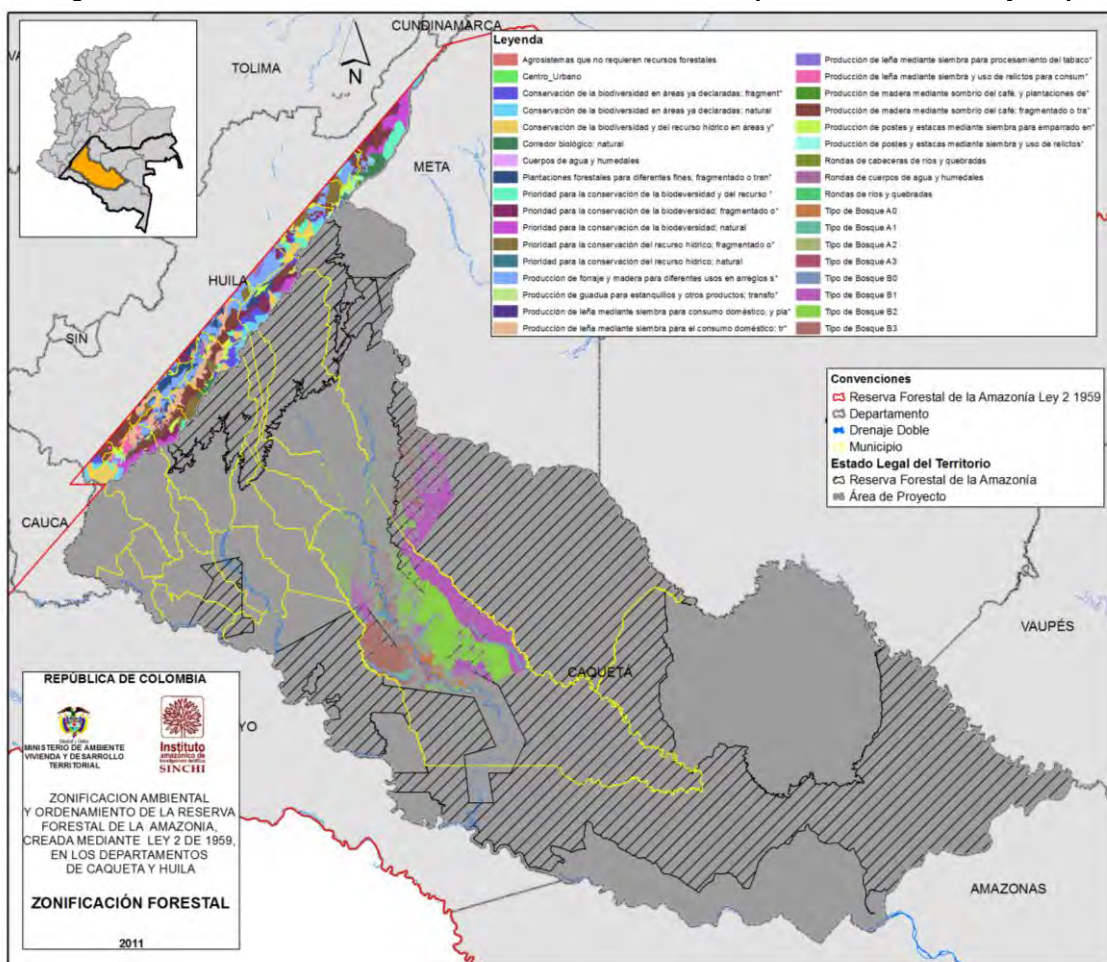 CUNDINAMARCA
TOLIMA
N
META
HUILA
SIN
CAUCA
CAQUETÁ
VAUPÉS
YO
AMAZONAS
Leyenda
Agrosistemas que no requieren recursos forestales
Centro_Urbano
Conservación de la biodiversidad en áreas ya declaradas; fragment*
Conservación de la biodiversidad en áreas ya declaradas; natural
Conservación de la biodiversidad y del recurso hídrico en áreas y*
Corredor biológico; natural
Cuerpos de agua y humedales
Plantaciones forestales para diferentes fines; fragmentado o tran*
Prioridad para la conservación de la biodeversidad y del recurso *
Prioridad para la conservación de la biodeversidad; fragmentado o*
Prioridad para la conservación de la biodeversidad; natural
Prioridad para la conservación del recurso hídrico; fragmentado o*
Prioridad para la conservación del recurso hídrico; natural
Producción de forraje y madera para diferentes usos en arreglos s*
Producción de guadua para estanquillos y otros productos; transfo*
Producción de leña mediante siembra para consumo doméstico; y pla*
Producción de leña mediante siembra para el consumo doméstico; tr*
Producción de leña mediante siembra para procesamiento del tabaco*
Producción de leña mediante siembra y uso de relictos para consum*
Producción de madera mediante sombrío del café, y plantaciones de*
Producción de madera mediante sombrío del café; fragmentado o tra*
Producción de postes y estacas mediante siembra para emparrado en*
Producción de postes y estacas mediante siembra y uso de relictos*
Rondas de cabeceras de ríos y quebradas
Rondas de cuerpos de agua y humedales
Rondas de ríos y quebradas
Tipo de Bosque A0
Tipo de Bosque A1
Tipo de Bosque A2
Tipo de Bosque A3
Tipo de Bosque B0
Tipo de Bosque B1
Tipo de Bosque B2
Tipo de Bosque B3
Convenciones
Reserva Forestal de la Amazonía Ley 2 1959
Departamento
Drenaje Doble
Municipio
Estado Legal del Territorio
Reserva Forestal de la Amazonía
Área de Proyecto
REPÚBLICA DE COLOMBIA
MINISTERIO DE AMBIENTE
VIVIENDA Y DESARROLLO
TERRITORIAL
Instituto
amazónico de
SINCHI
ZONIFICACION AMBIENTAL
Y ORDENAMIENTO DE LA RESERVA
FORESTAL DE LA AMAZONIA,
CREADA MEDIANTE LEY 2 DE 1959,
EN LOS DEPARTAMENTOS
DE CAQUETA Y HUILA
ZONIFICACIÓN FORESTAL
2011